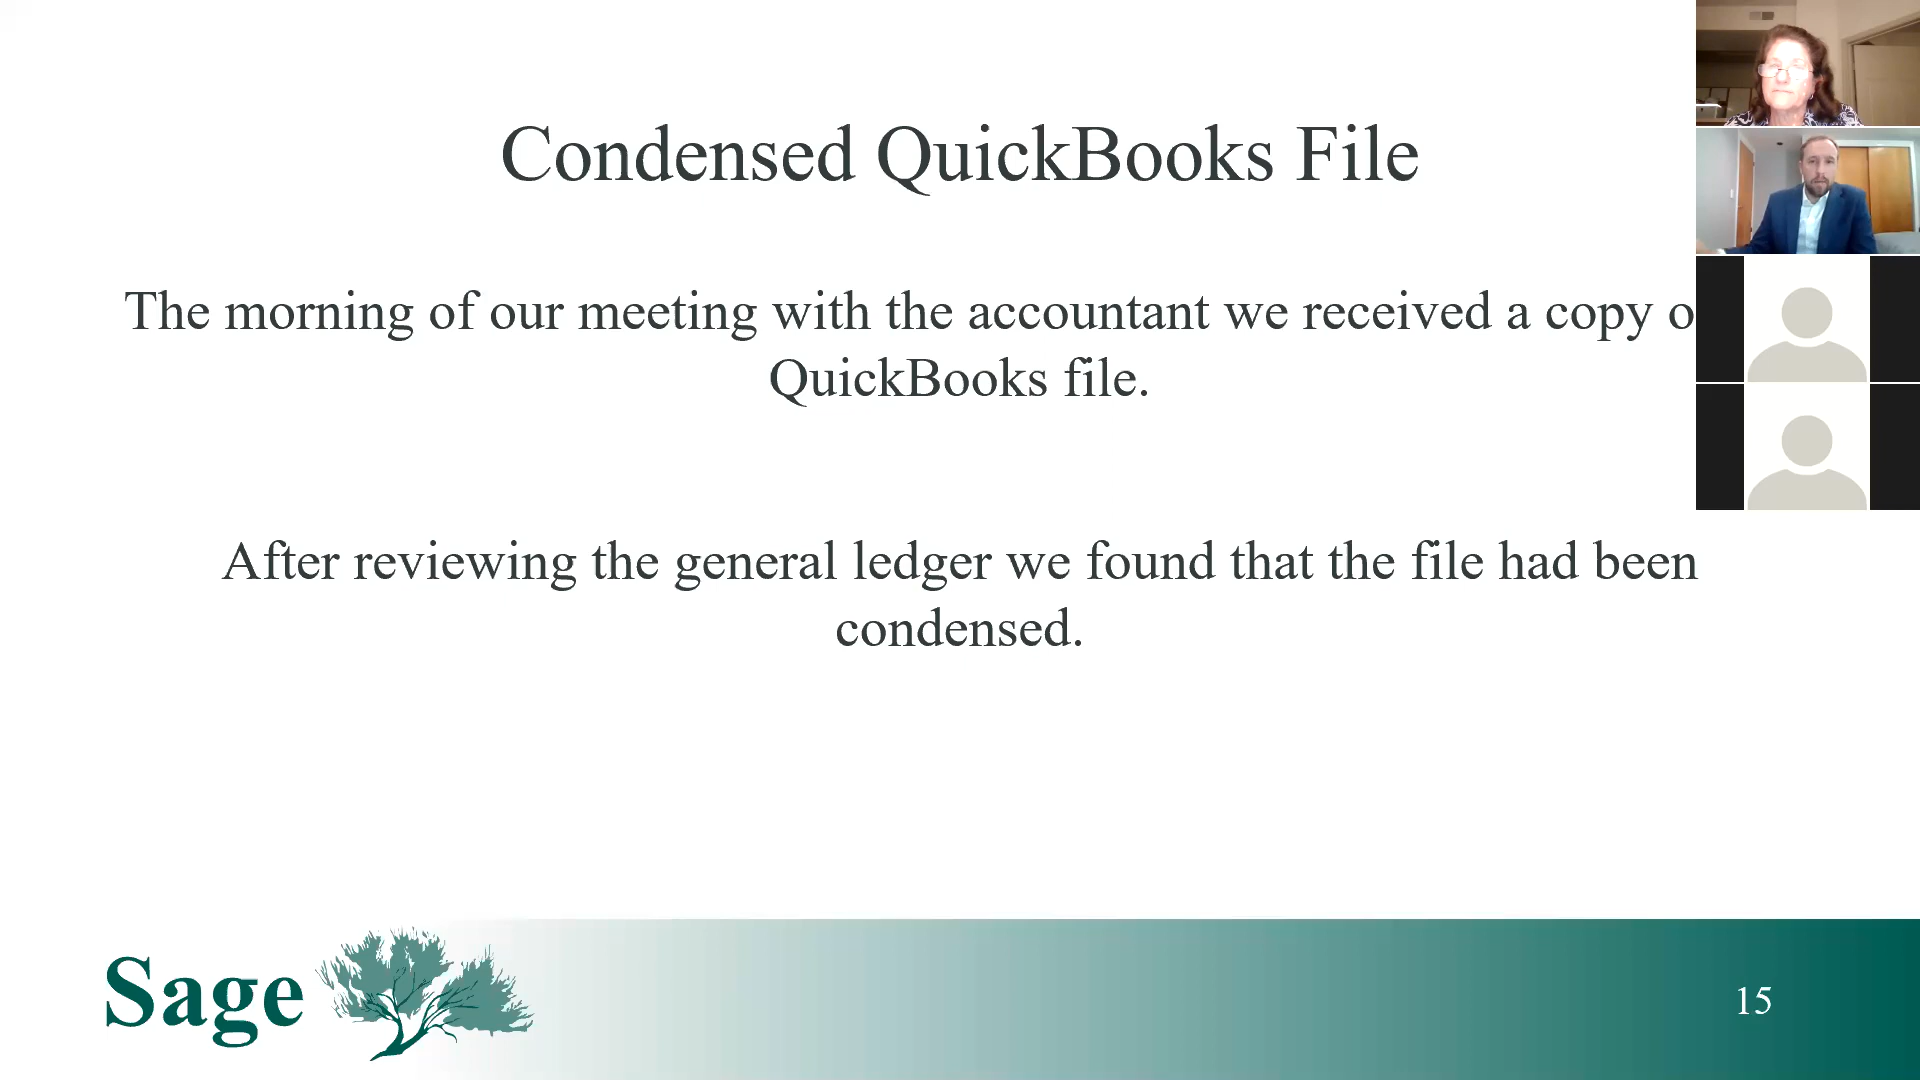 Condensed QuickBooks File
The morning of our meeting with the accountant we received a copy o
QuickBooks file.
After reviewing the general ledger we found that the file had been
condensed.
Sage
15